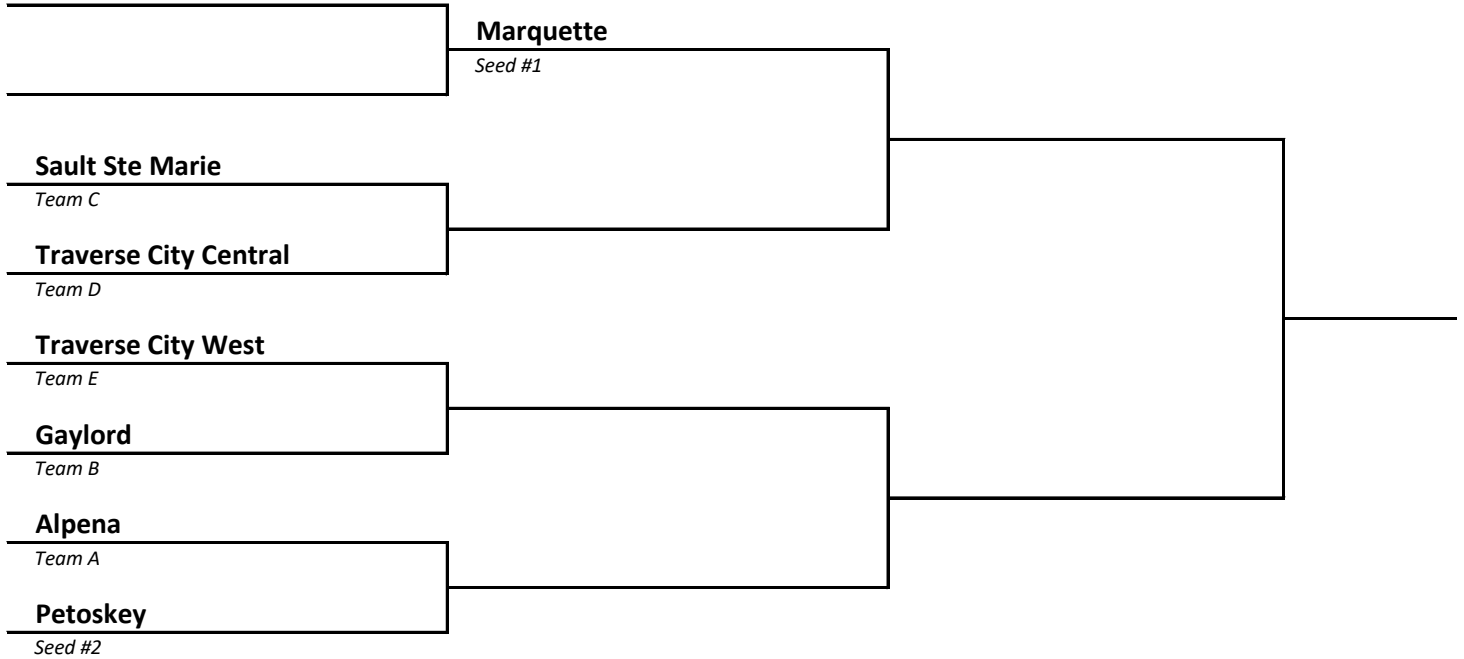 Marquette
Seed #1
Sault Ste Marie
Team C
Traverse City Central
Team D
Traverse City West
Team E
Gaylord
Team B
Alpena
Team A
Petoskey
Seed #2